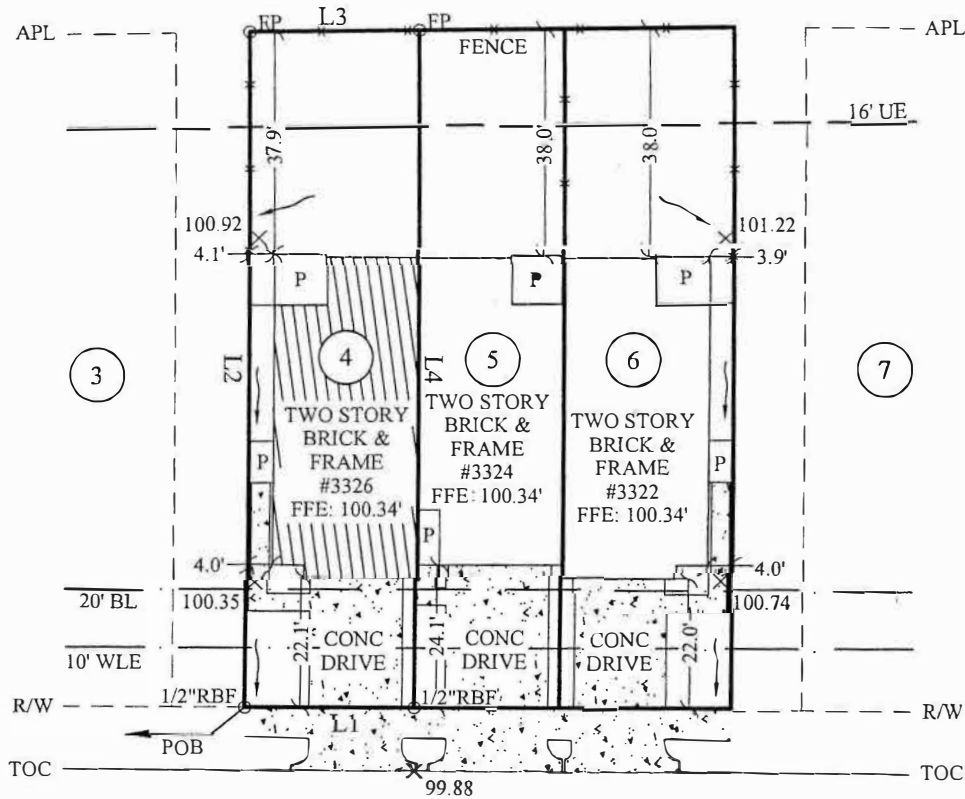 FP L3 FP
APL APL
FENCE
16' UE
37.9' 38.0' 38.0'
100.92 101.22
4.1' 3.9'
P P P
3 4 5 6 7
L2 L4
TWO STORY
BRICK &
FRAME
#3326
FFE: 100.34'
TWO STORY
BRICK &
FRAME
#3324
FFE: 100.34'
TWO STORY
BRICK &
FRAME
#3322
FFE: 100.34'
P P
P
4.0' 4.0'
20' BL 100.35 100.74
22.1' 24.1' 22.0'
CONC
DRIVE
CONC
DRIVE
CONC
DRIVE
10' WLE
1/2"RBF 1/2"RBF
R/W R/W
L1
POB
TOC TOC
99.88